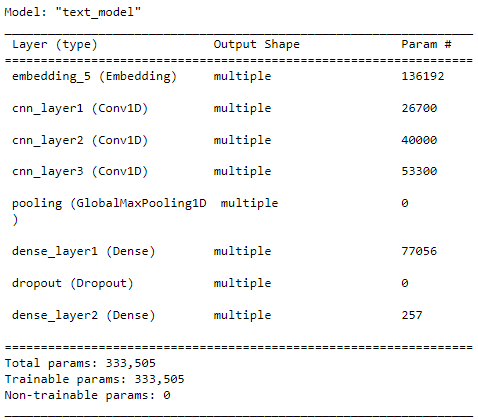 Model: "text_model"
Layer (type) Output Shape Param #
embedding_5 (Embedding) multiple 136192
cnn_layer1 (Conv1D) multiple 26700
cnn_layer2 (Conv1D) multiple 40000
cnn_layer3 (Conv1D) multiple 53300
pooling (GlobalMaxPooling1D multiple 0
)
dense_layer1 (Dense) multiple 77056
dropout (Dropout) multiple 0
dense_layer2 (Dense) multiple 257
Total params: 333,505
Trainable params: 333,505
Non-trainable params: 0